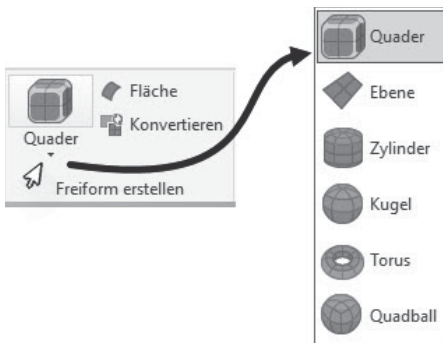 Quader
Fläche
Konvertieren
Freiform erstellen
Quader
Ebene
Zylinder
Kugel
Torus
Quadball